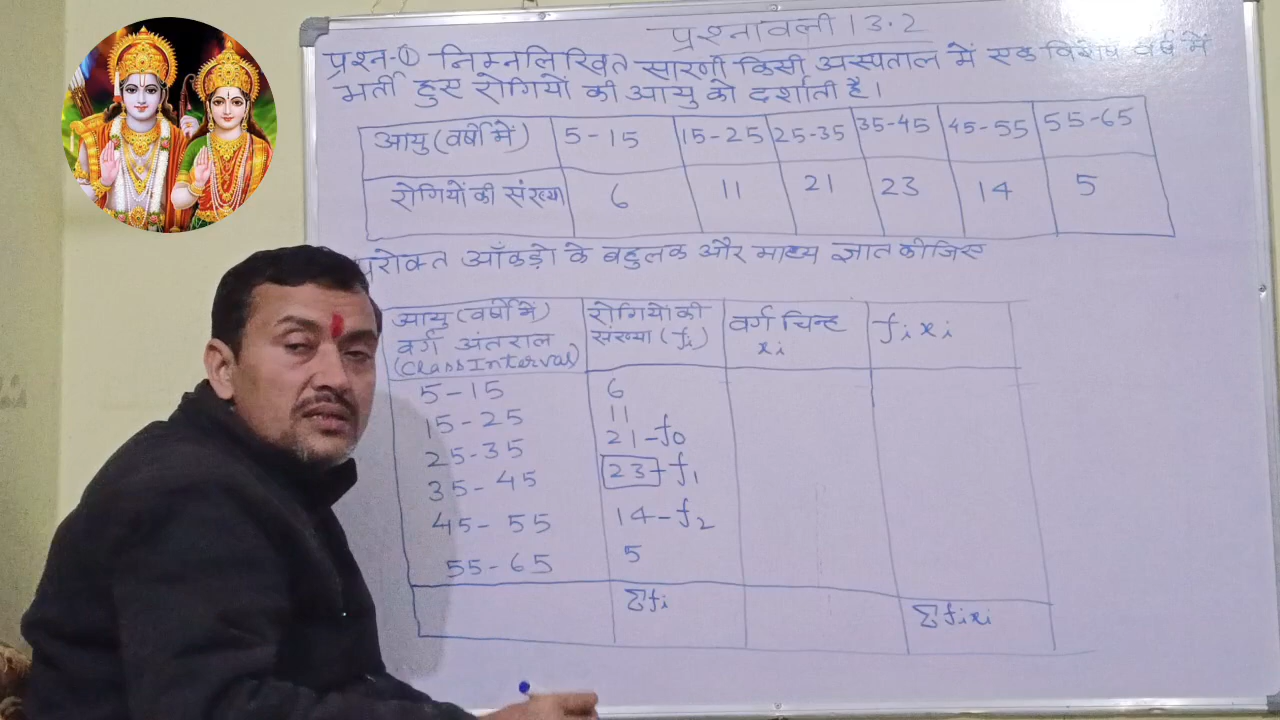 प्रश्नावली 13.2
प्रश्न-① निम्नलिखित सारणी किसी अस्पताल में एक विशेष वर्ष में
भर्ती हुए रोगियों की आयु को दर्शाती है।
आयु(वर्षो में) 5-15 15-25 25-35 35-45 45-55 55-65
रोगियों की संख्या 6 11 21 23 14 5
परोक्त आँकड़ो के बहुलक और माध्य ज्ञात कीजिए
आयु(वर्षो में) रोगियों की वर्ग चिन्ह fixi
वर्ग अंतराल संख्या (fi) xi
(Class Interval)
5-15 6
15-25 11
25-35 21-f0
35-45 23-f1
45-55 14-f2
55-65 5
Σfi Σfixi